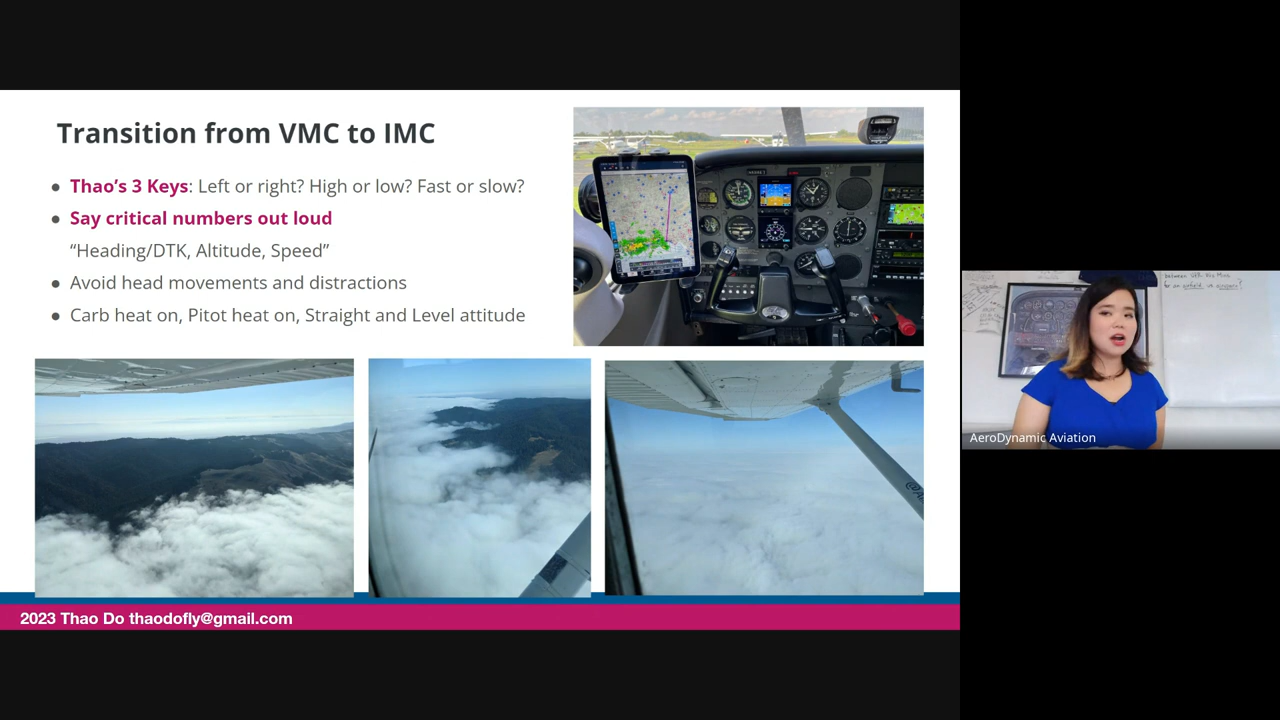 Transition from VMC to IMC
● Thao’s 3 Keys: Left or right? High or low? Fast or slow?
● Say critical numbers out loud
“Heading/DTK, Altitude, Speed”
● Avoid head movements and distractions
● Carb heat on, Pitot heat on, Straight and Level attitude
2023 Thao Do thaodofly@gmail.com
between
AeroDynamic Aviation